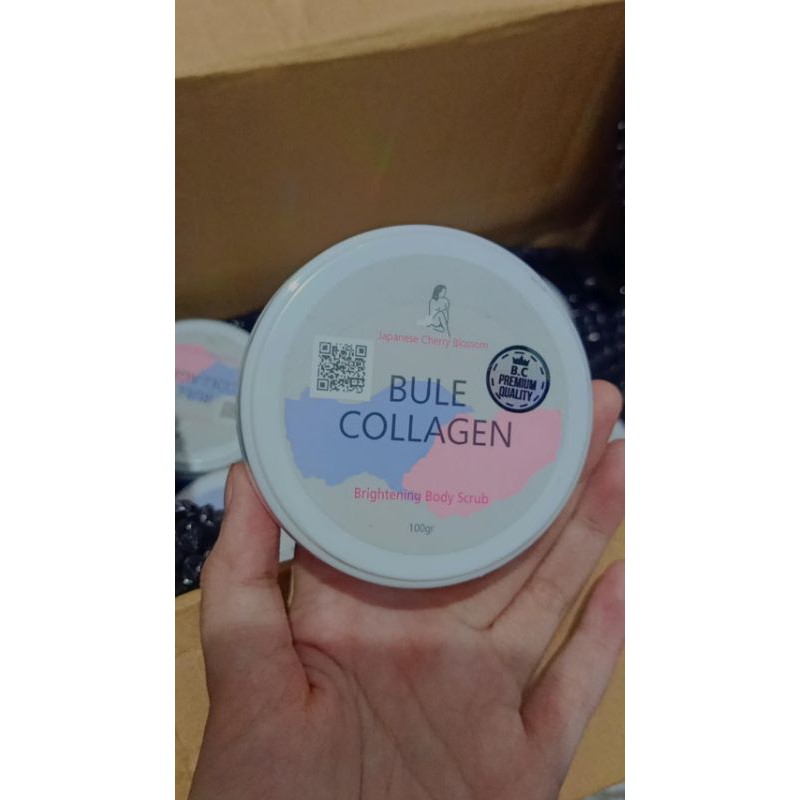 Japanese Cherry Blossom
B.C
PREMIUM
QUALITY
BULE
COLLAGEN
Brightening Body Scrub
100gr